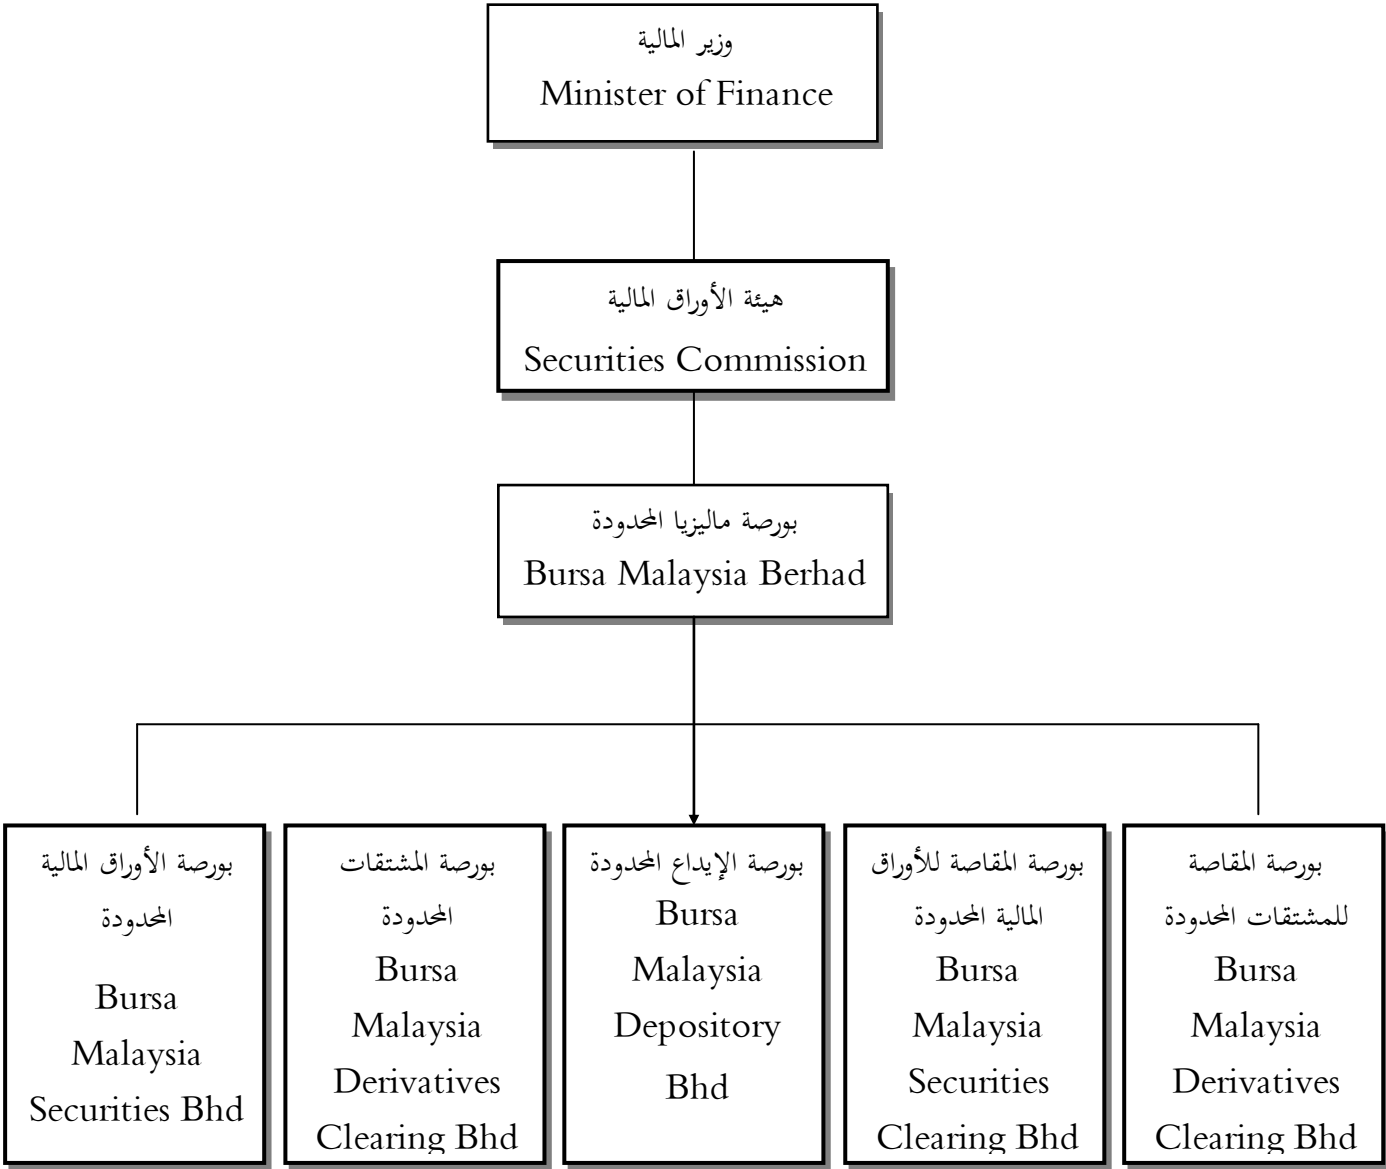 وزير المالية
Minister of Finance
هيئة الأوراق المالية
Securities Commission
بورصة ماليزيا المحدودة
Bursa Malaysia Berhad
بورصة الأوراق المالية
المحدودة
Bursa
Malaysia
Securities Bhd
بورصة المشتقات
المحدودة
Bursa
Malaysia
Derivatives
Clearing Bhd
بورصة الإيداع المحدودة
Bursa
Malaysia
Depository
Bhd
بورصة المقاصة للأوراق
المالية المحدودة
Bursa
Malaysia
Securities
Clearing Bhd
بورصة المقاصة
للمشتقات المحدودة
Bursa
Malaysia
Derivatives
Clearing Bhd